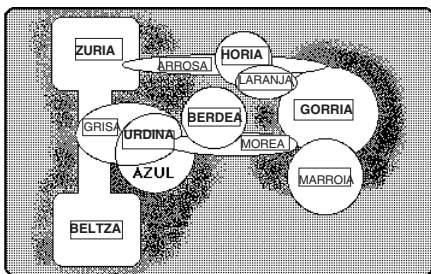 ZURIA
HORIA
ARROSA
LARANJA
GORRIA
BERDEA
GRISA
URDINA
MOREA
AZUL
MARROIA
BELTZA